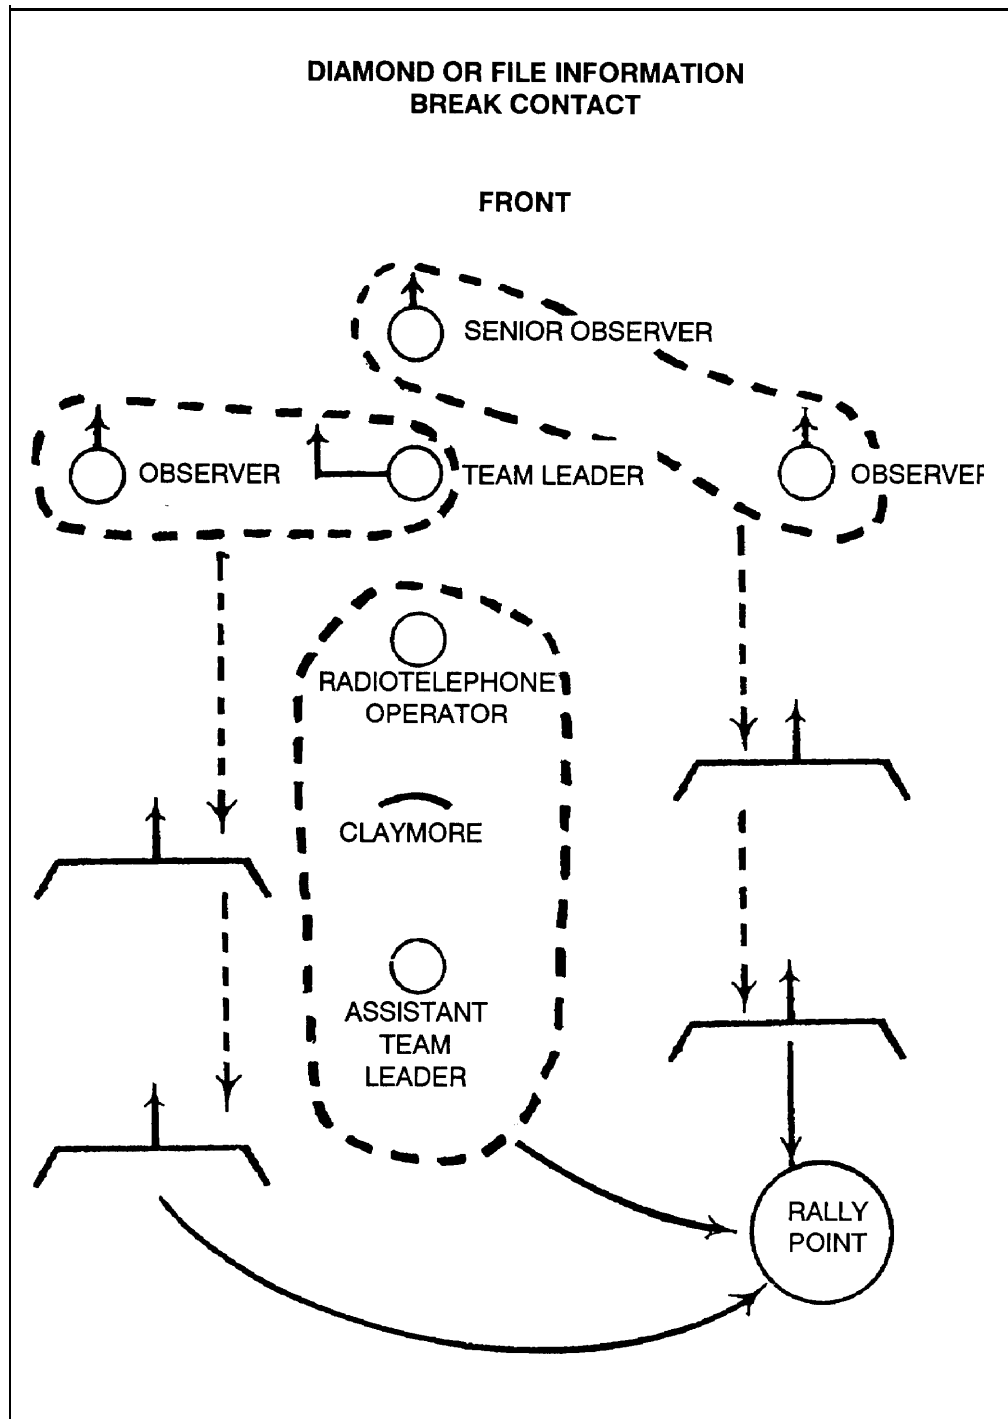 DIAMOND OR FILE INFORMATION
BREAK CONTACT
FRONT
SENIOR OBSERVER
OBSERVER
TEAM LEADER
OBSERVER
RADIOTELEPHONE
OPERATOR
CLAYMORE
ASSISTANT
TEAM
LEADER
RALLY
POINT